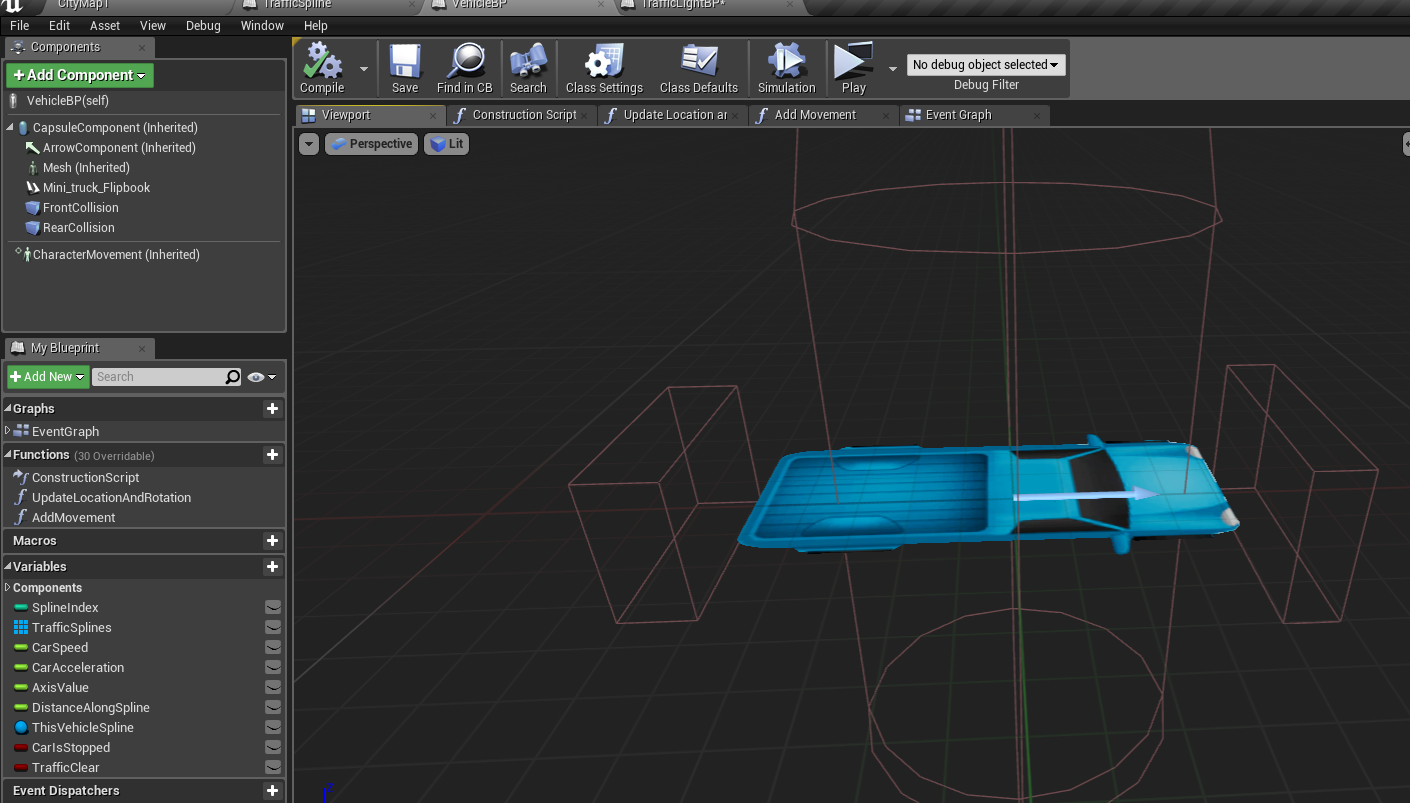 CityMap1
TrafficSpline
VehicleBP
TrafficLightBP*
File Edit Asset View Debug Window Help
Components
Add Component
VehicleBP(self)
CapsuleComponent (Inherited)
ArrowComponent (Inherited)
Mesh (Inherited)
Mini_truck_Flipbook
FrontCollision
RearCollision
CharacterMovement (Inherited)
Compile
Save
Find in CB
Search
Class Settings
Class Defaults
Simulation
Play
No debug object selected
Debug Filter
Viewport
Construction Script
Update Location ar
Add Movement
Event Graph
Perspective
Lit
My Blueprint
Add New
Search
Graphs
EventGraph
Functions (30 Overridable)
ConstructionScript
UpdateLocationAndRotation
AddMovement
Macros
Variables
Components
SplineIndex
TrafficSplines
CarSpeed
CarAcceleration
AxisValue
DistanceAlongSpline
ThisVehicleSpline
CarIsStopped
TrafficClear
Event Dispatchers